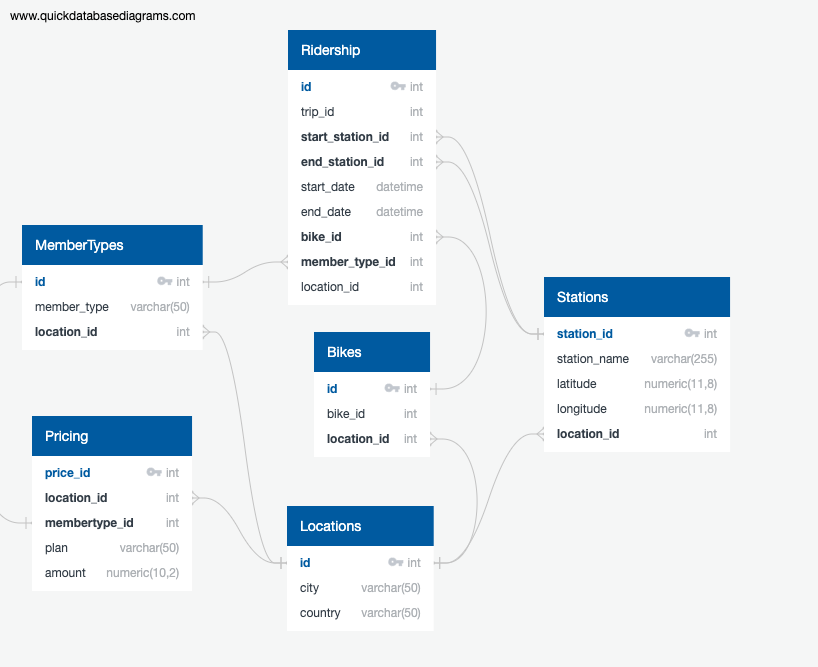 www.quickdatabasediagrams.com
Ridership
id int
trip_id int
start_station_id int
end_station_id int
start_date datetime
end_date datetime
bike_id int
member_type_id int
location_id int
MemberTypes
id int
member_type varchar(50)
location_id int
Stations
station_id int
station_name varchar(255)
latitude numeric(11,8)
longitude numeric(11,8)
location_id int
Bikes
id int
bike_id int
location_id int
Pricing
price_id int
location_id int
membertype_id int
plan varchar(50)
amount numeric(10,2)
Locations
id int
city varchar(50)
country varchar(50)